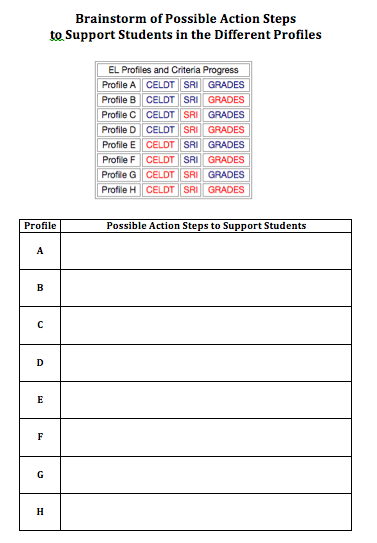 Brainstorm of Possible Action Steps
to Support Students in the Different Profiles
EL Profiles and Criteria Progress
Profile A CELDT SRI GRADES
Profile B CELDT SRI GRADES
Profile C CELDT SRI GRADES
Profile D CELDT SRI GRADES
Profile E CELDT SRI GRADES
Profile F CELDT SRI GRADES
Profile G CELDT SRI GRADES
Profile H CELDT SRI GRADES
Profile Possible Action Steps to Support Students
A
B
C
D
E
F
G
H